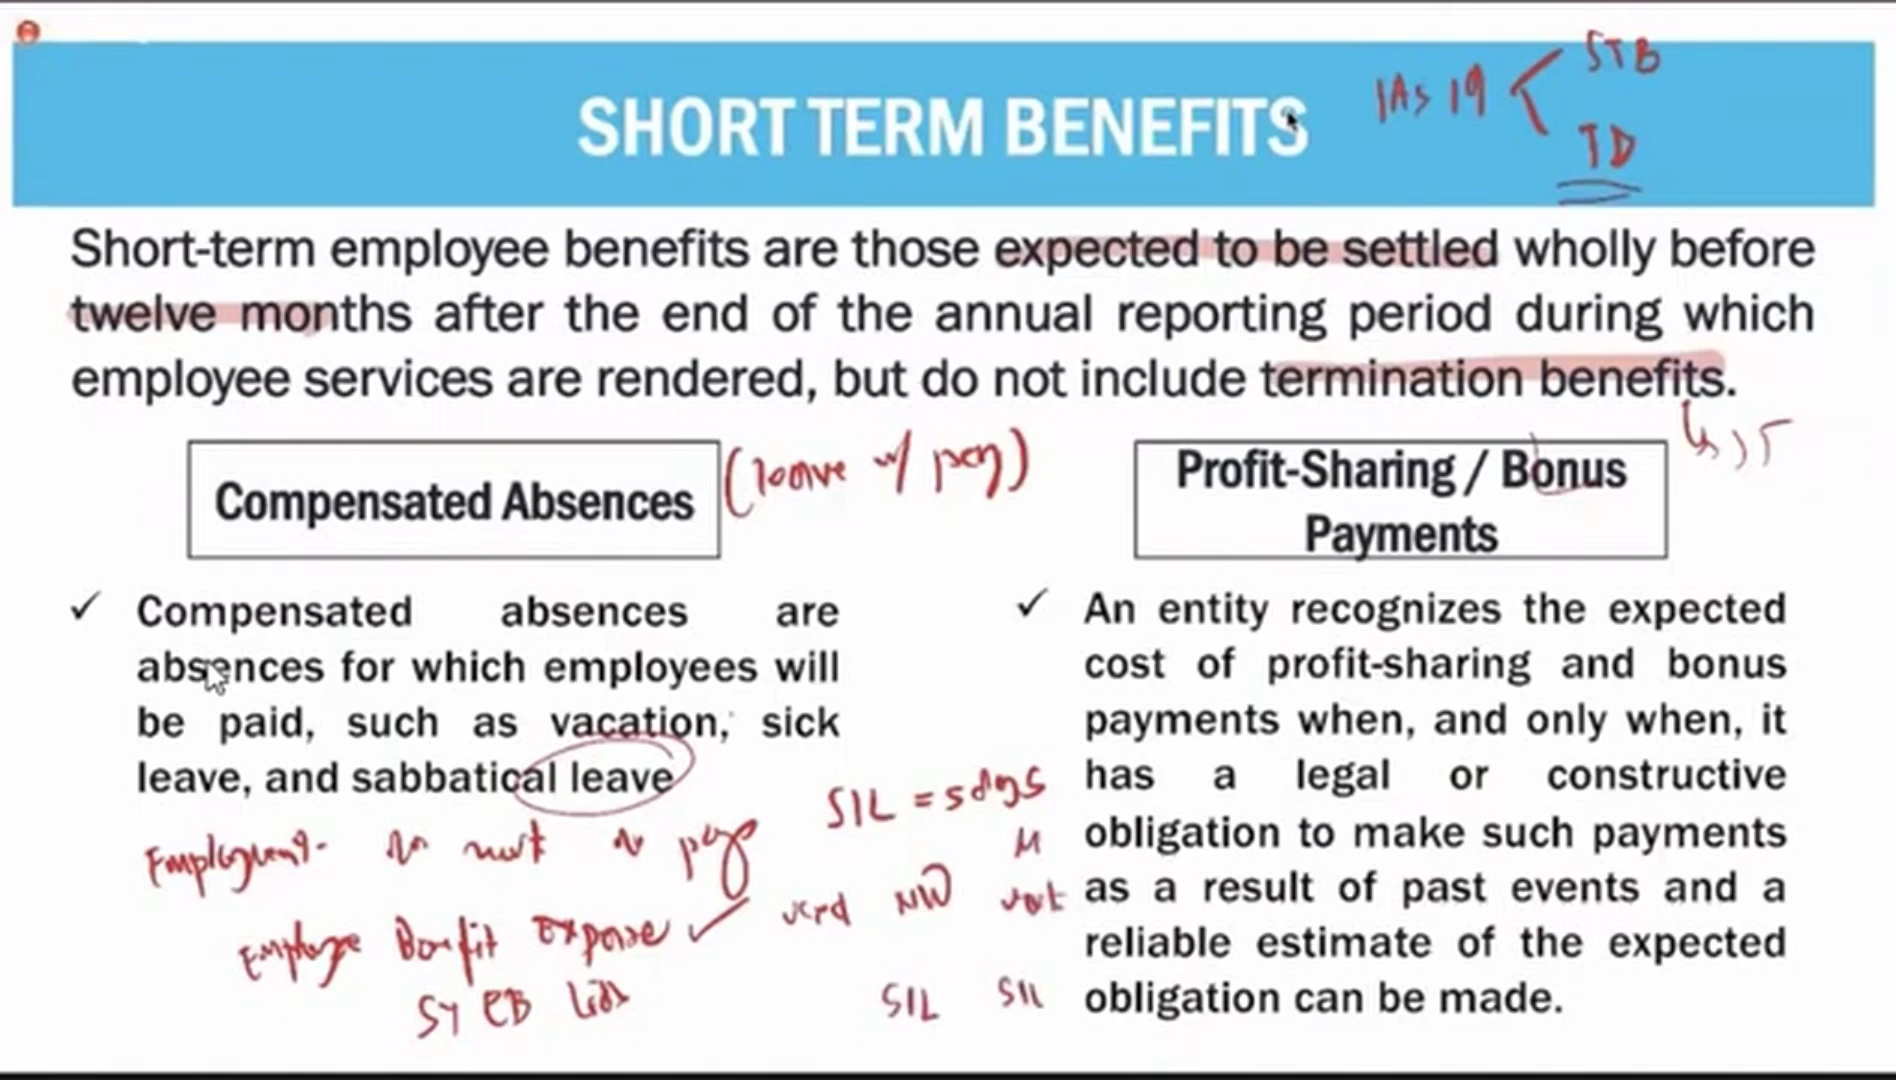 SHORT TERM BENEFITS
IAS 19
STB
TD
Short-term employee benefits are those expected to be settled wholly before
twelve months after the end of the annual reporting period during which
employee services are rendered, but do not include termination benefits.
Compensated Absences
(leave w/ pay)
Profit-Sharing / Bonus
Payments
✓ Compensated absences are
absences for which employees will
be paid, such as vacation, sick
leave, and sabbatical leave
SIL = 5days
Employee Benefit Expense ✓
SIL SIL
✓ An entity recognizes the expected
cost of profit-sharing and bonus
payments when, and only when, it
has a legal or constructive
obligation to make such payments
as a result of past events and a
reliable estimate of the expected
obligation can be made.